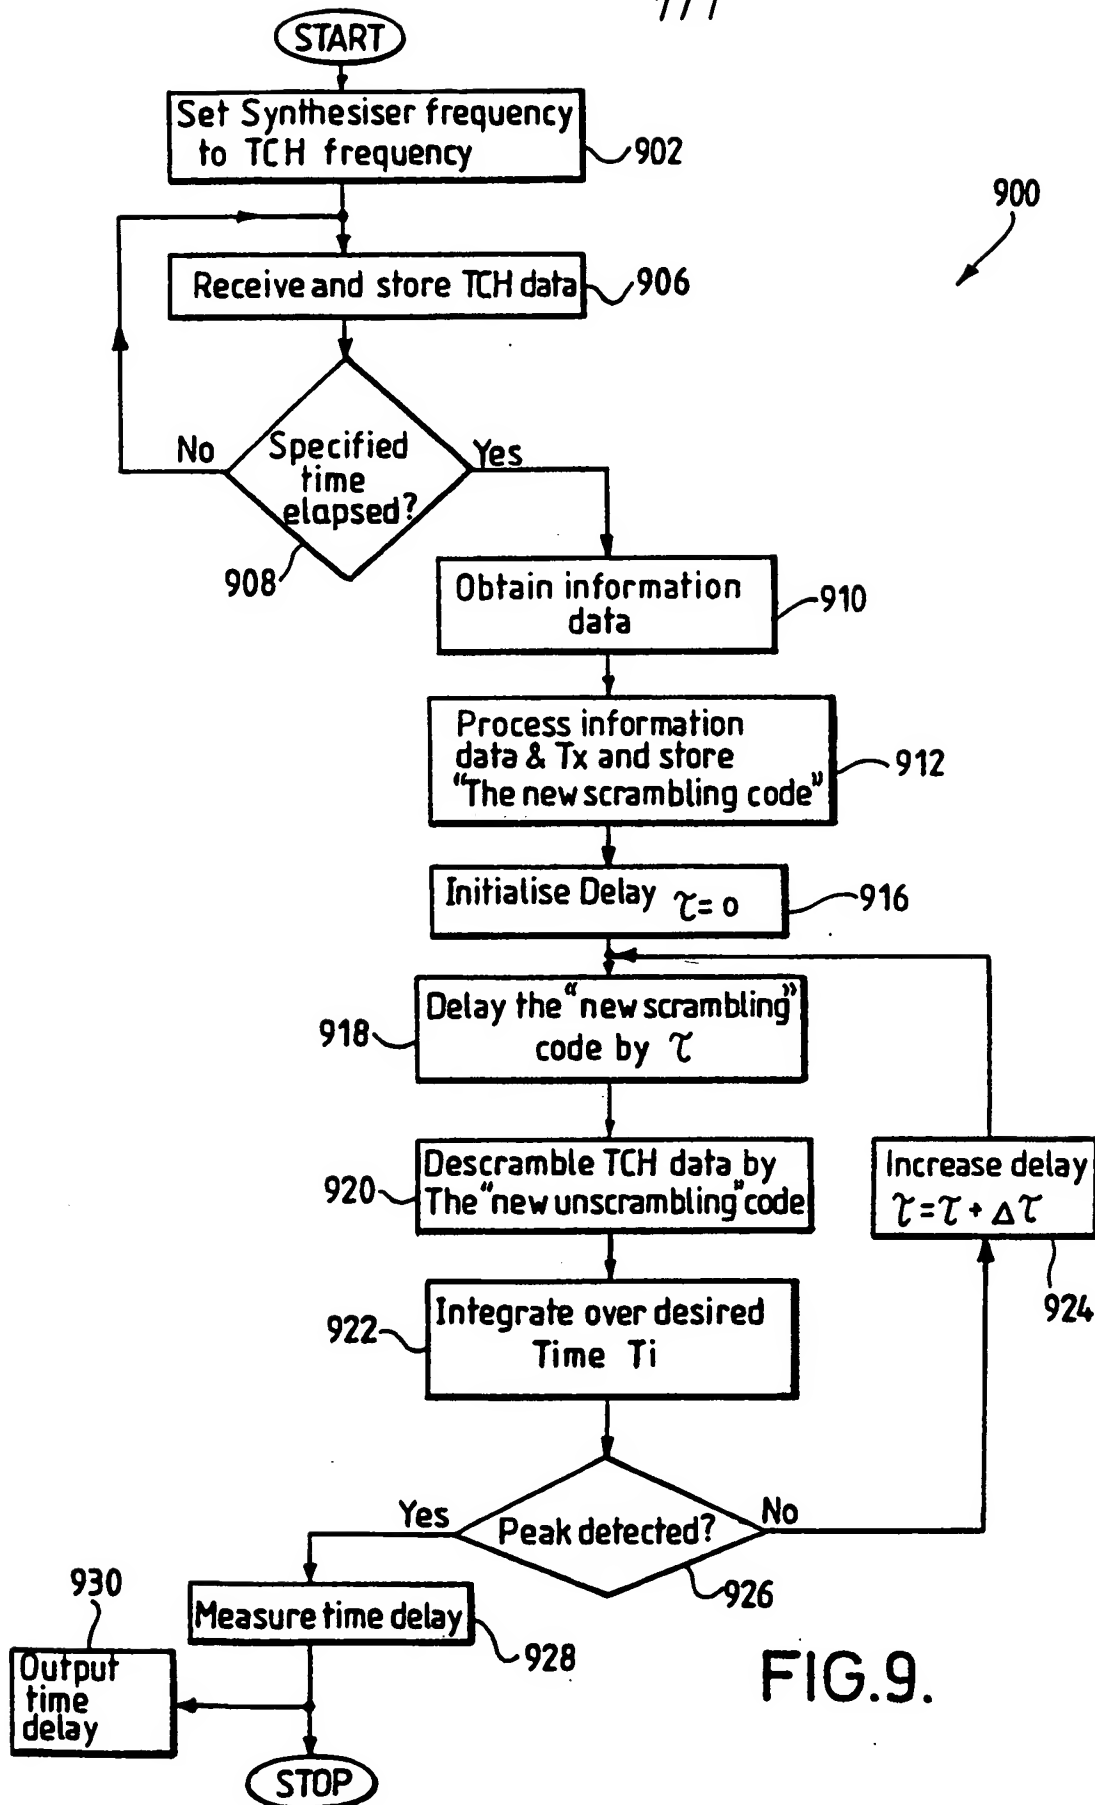 7/7
START
Set Synthesiser frequency
to TCH frequency
902
900
Receive and store TCH data
906
No
Specified
time
elapsed?
Yes
908
Obtain information
data
910
Process information
data & Tx and store
"The new scrambling code"
912
Initialise Delay τ= o
916
Delay the "new scrambling"
code by τ
918
Descramble TCH data by
The "new unscrambling" code
920
Increase delay
τ=τ + Δτ
924
Integrate over desired
Time Ti
922
Yes
Peak detected?
No
926
930
Measure time delay
928
Output
time
delay
STOP
FIG.9.